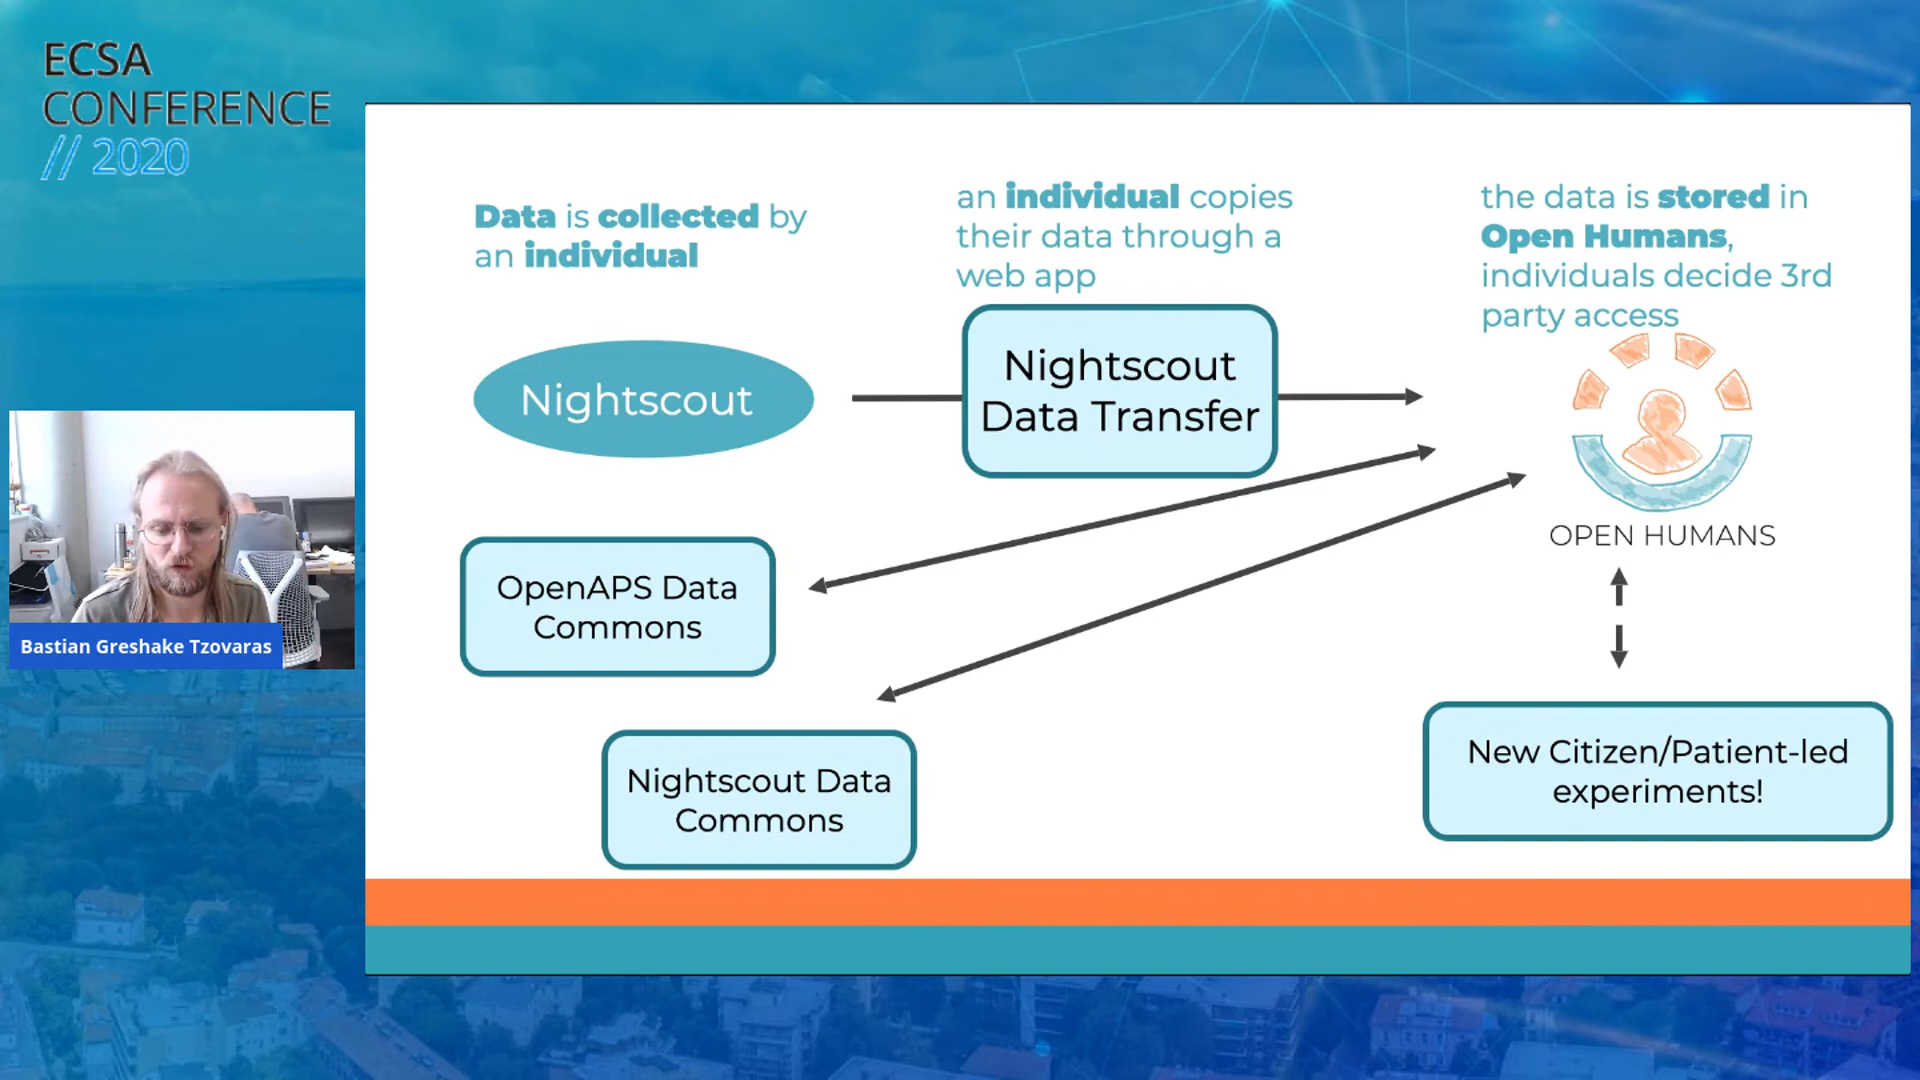 ECSA
CONFERENCE
// 2020
Data is collected by
an individual
an individual copies
their data through a
web app
the data is stored in
Open Humans,
individuals decide 3rd
party access
Nightscout
Nightscout
Data Transfer
OPEN HUMANS
OpenAPS Data
Commons
Bastian Greshake Tzovaras
Nightscout Data
Commons
New Citizen/Patient-led
experiments!